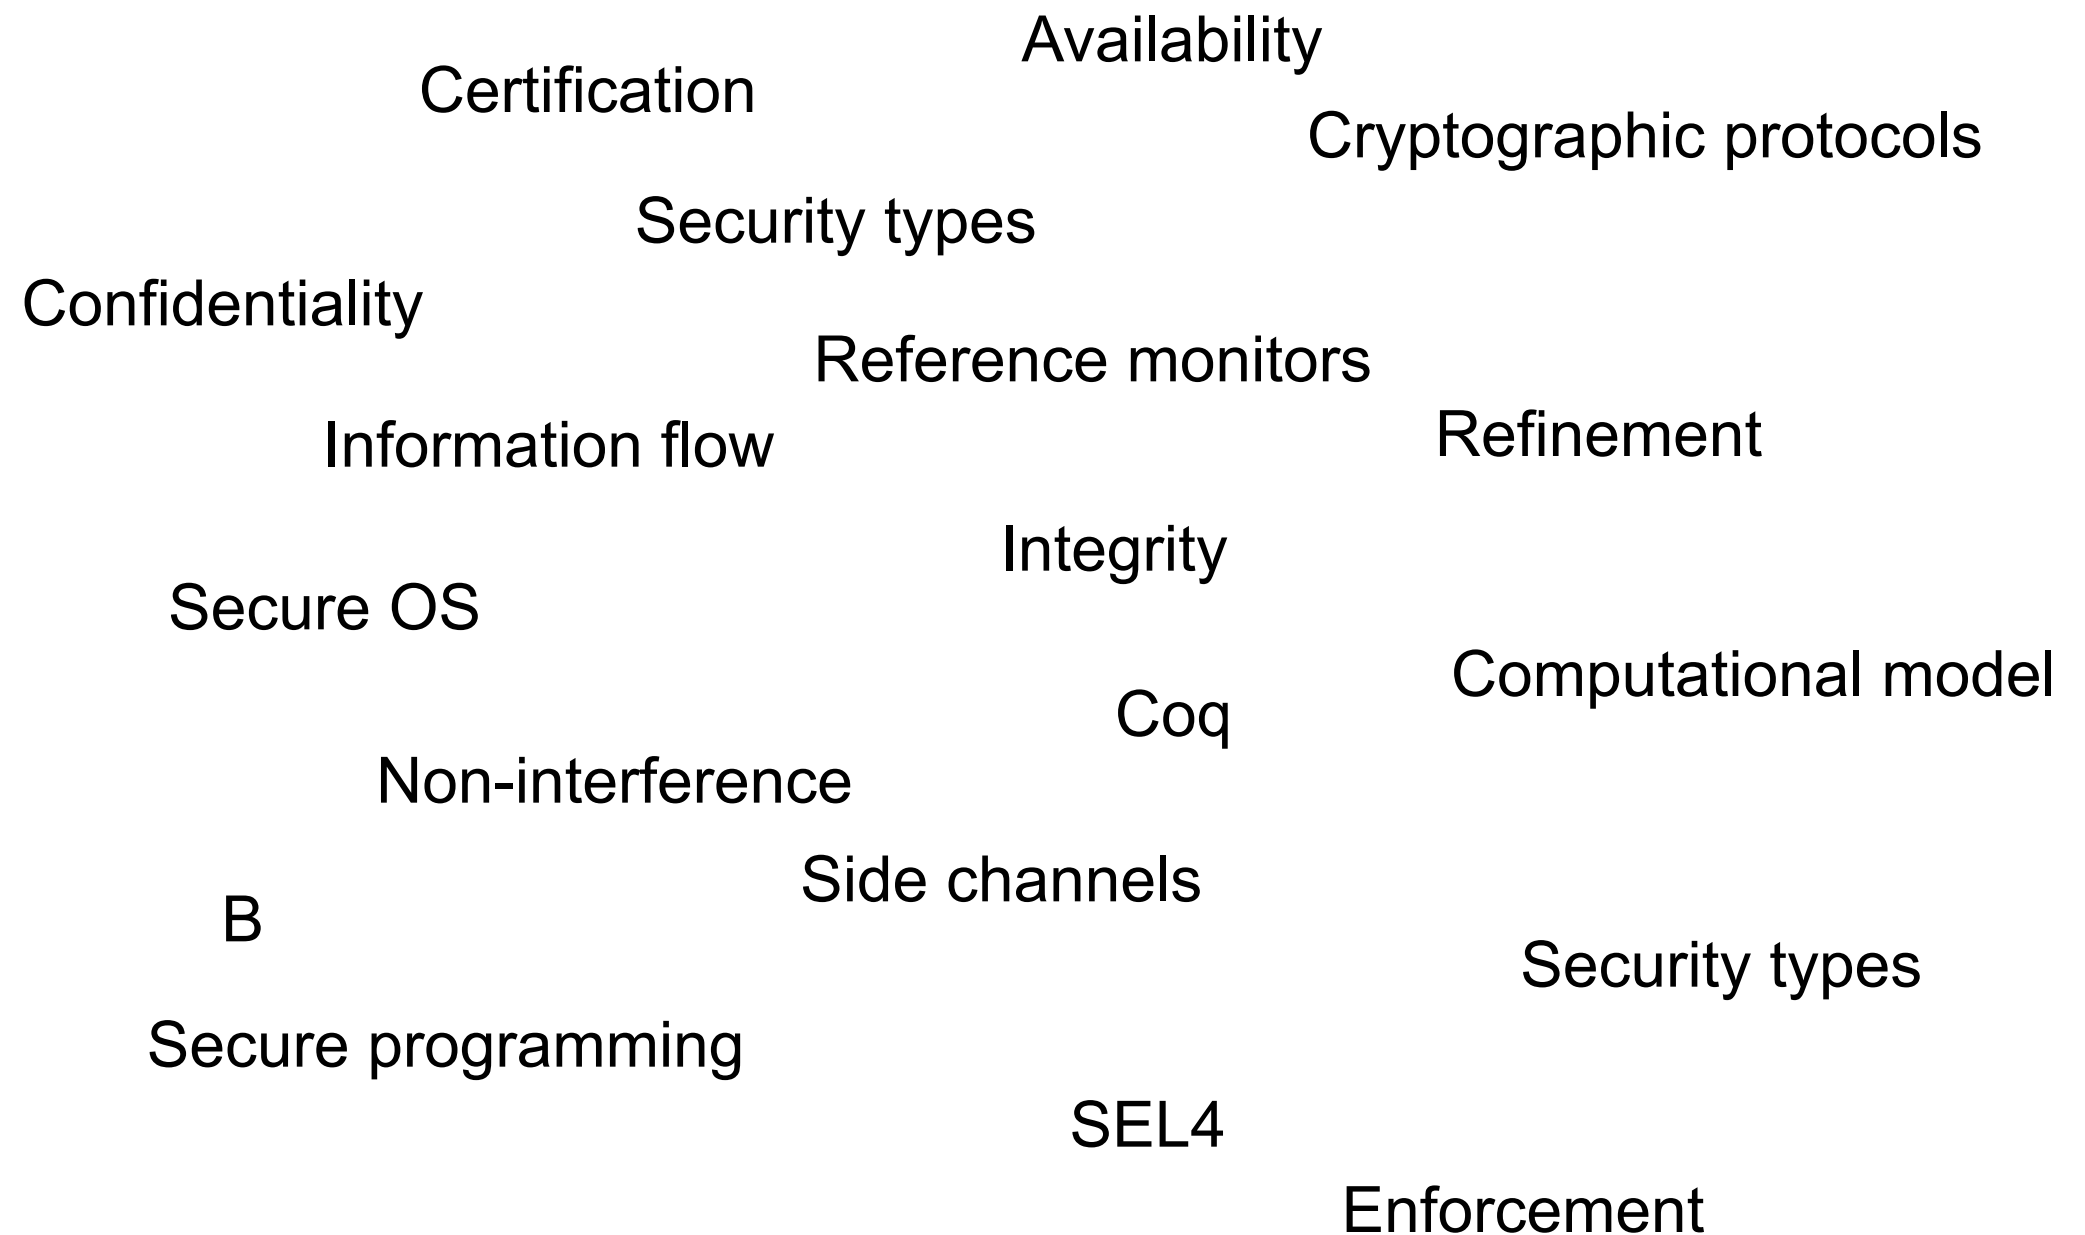 Availability
Certification
Cryptographic protocols
Security types
Confidentiality
Reference monitors
Refinement
Information flow
Integrity
Secure OS
Computational model
Coq
Non-interference
Side channels
B
Security types
Secure programming
SEL4
Enforcement